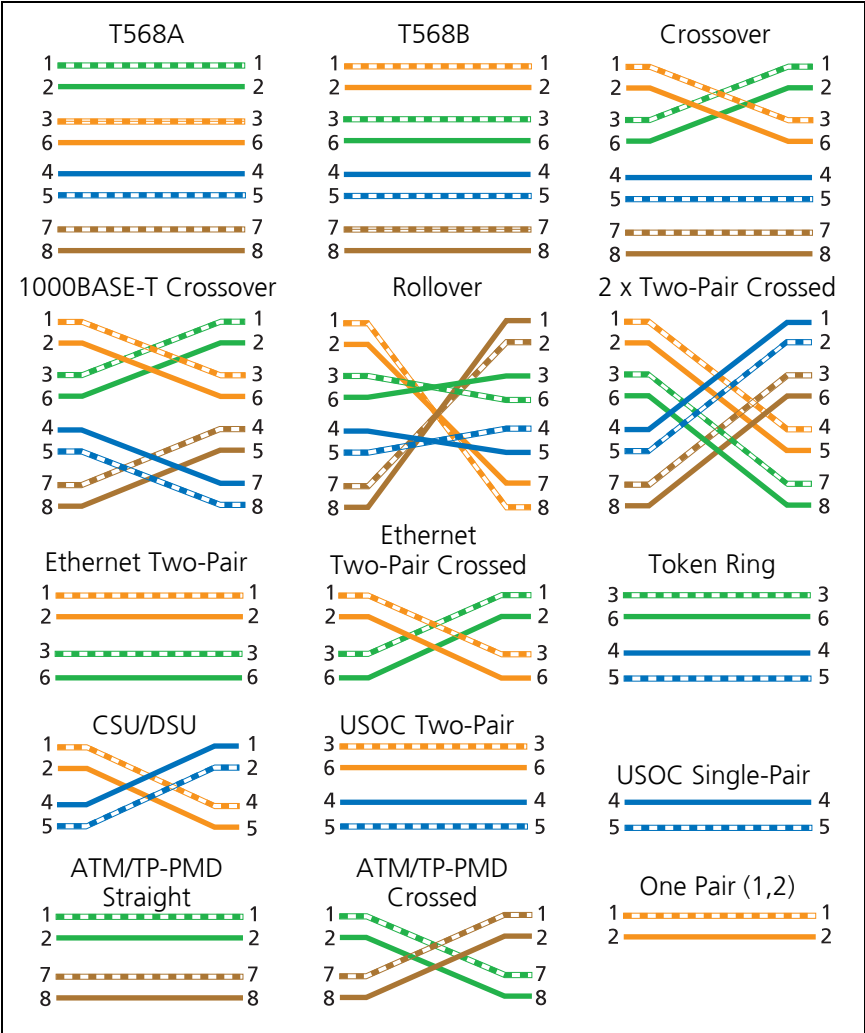 T568A T568B Crossover
1 1 1 1 1 1
2 2 2 2 2 2
3 3 3 3 3 3
6 6 6 6 6 6
4 4 4 4 4 4
5 5 5 5 5 5
7 7 7 7 7 7
8 8 8 8 8 8
1000BASE-T Crossover Rollover 2 x Two-Pair Crossed
1 1 1 1 1 1
2 2 2 2 2 2
3 3 3 3 3 3
6 6 6 6 6 6
4 4 4 4 4 4
5 5 5 5 5 5
7 7 7 7 7 7
8 8 8 8 8 8
Ethernet Two-Pair
Ethernet
Two-Pair Crossed
Token Ring
1 1 1 1 3 3
2 2 2 2 6 6
3 3 3 3 4 4
6 6 6 6 5 5
CSU/DSU USOC Two-Pair
1 1 3 3
2 2 6 6
USOC Single-Pair
4 4 4 4 4 4
5 5 5 5 5 5
ATM/TP-PMD
Straight
ATM/TP-PMD
Crossed
One Pair (1,2)
1 1 1 1 1 1
2 2 2 2 2 2
7 7 7 7
8 8 8 8